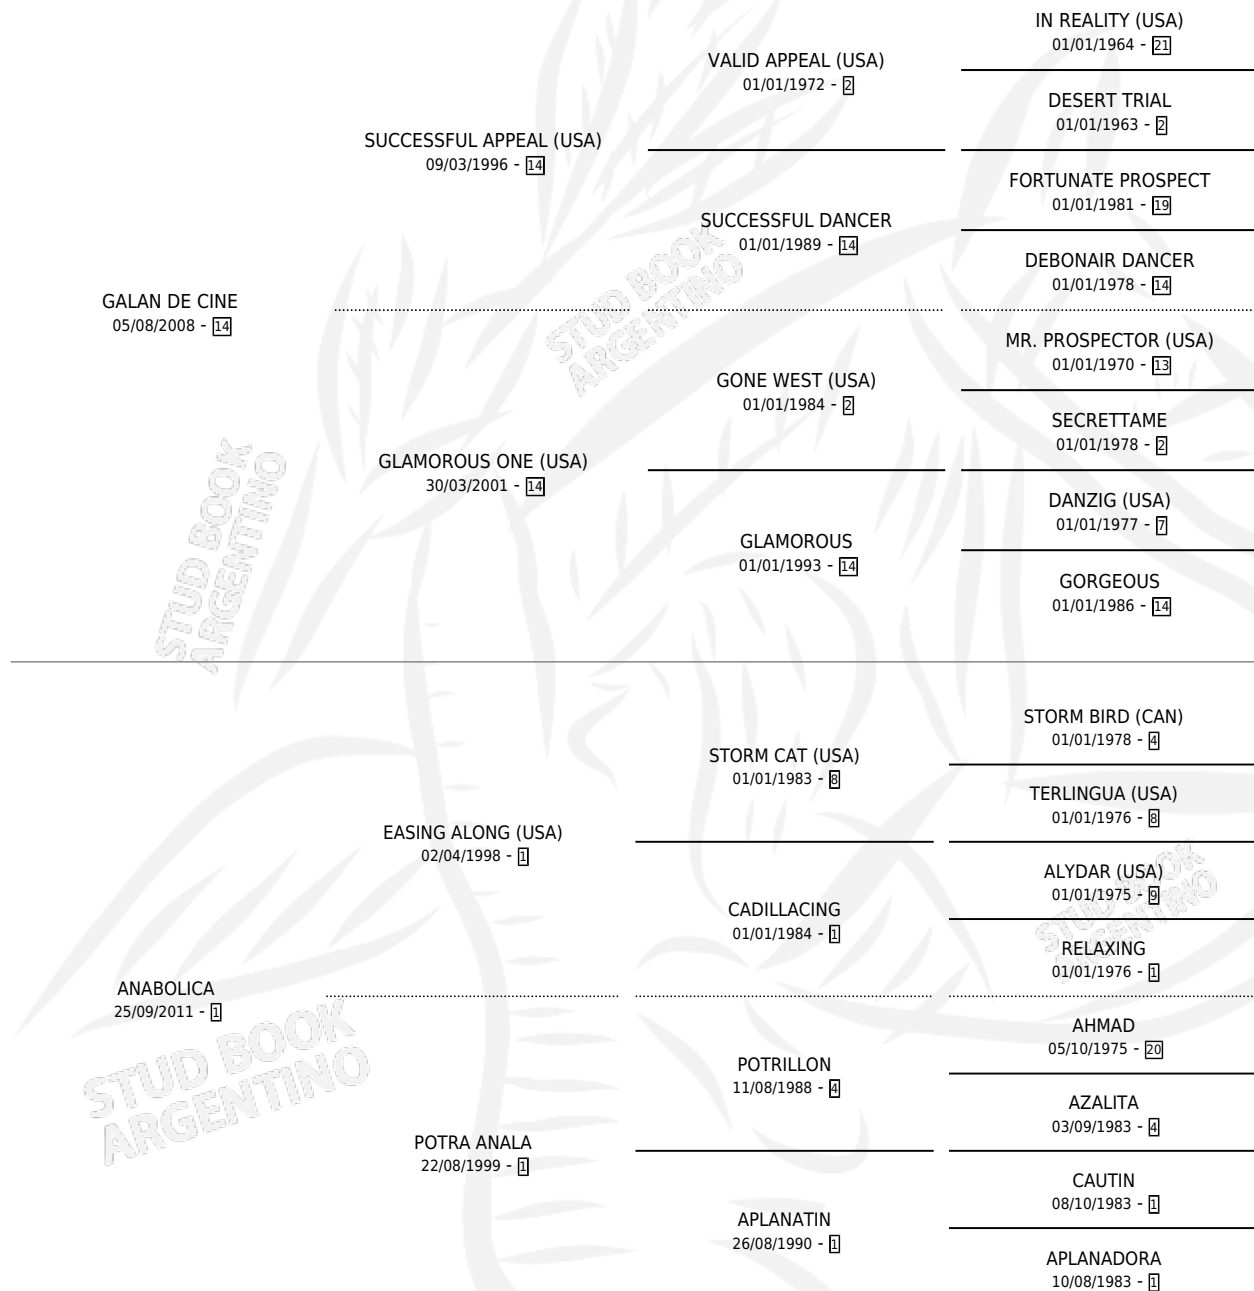 IN REALITY (USA)
01/01/1964 - 21
VALID APPEAL (USA)
01/01/1972 - 2
DESERT TRIAL
01/01/1963 - 2
SUCCESSFUL APPEAL (USA)
09/03/1996 - 14
FORTUNATE PROSPECT
01/01/1981 - 19
SUCCESSFUL DANCER
01/01/1989 - 14
DEBONAIR DANCER
01/01/1978 - 14
GALAN DE CINE
05/08/2008 - 14
MR. PROSPECTOR (USA)
01/01/1970 - 13
GONE WEST (USA)
01/01/1984 - 2
SECRETTAME
01/01/1978 - 2
GLAMOROUS ONE (USA)
30/03/2001 - 14
DANZIG (USA)
01/01/1977 - 7
GLAMOROUS
01/01/1993 - 14
GORGEOUS
01/01/1986 - 14
STORM BIRD (CAN)
01/01/1978 - 4
STORM CAT (USA)
01/01/1983 - 8
TERLINGUA (USA)
01/01/1976 - 8
EASING ALONG (USA)
02/04/1998 - 1
ALYDAR (USA)
01/01/1975 - 9
CADILLACING
01/01/1984 - 1
RELAXING
01/01/1976 - 1
ANABOLICA
25/09/2011 - 1
AHMAD
05/10/1975 - 20
POTRILLON
11/08/1988 - 4
AZALITA
03/09/1983 - 4
POTRA ANALA
22/08/1999 - 1
CAUTIN
08/10/1983 - 1
APLANATIN
26/08/1990 - 1
APLANADORA
10/08/1983 - 1
STUD BOOK
ARGENTINO
STUD BOOK
ARGENTINO
STUD BOOK
ARGENTINO
STUD BOOK
ARGENTINO